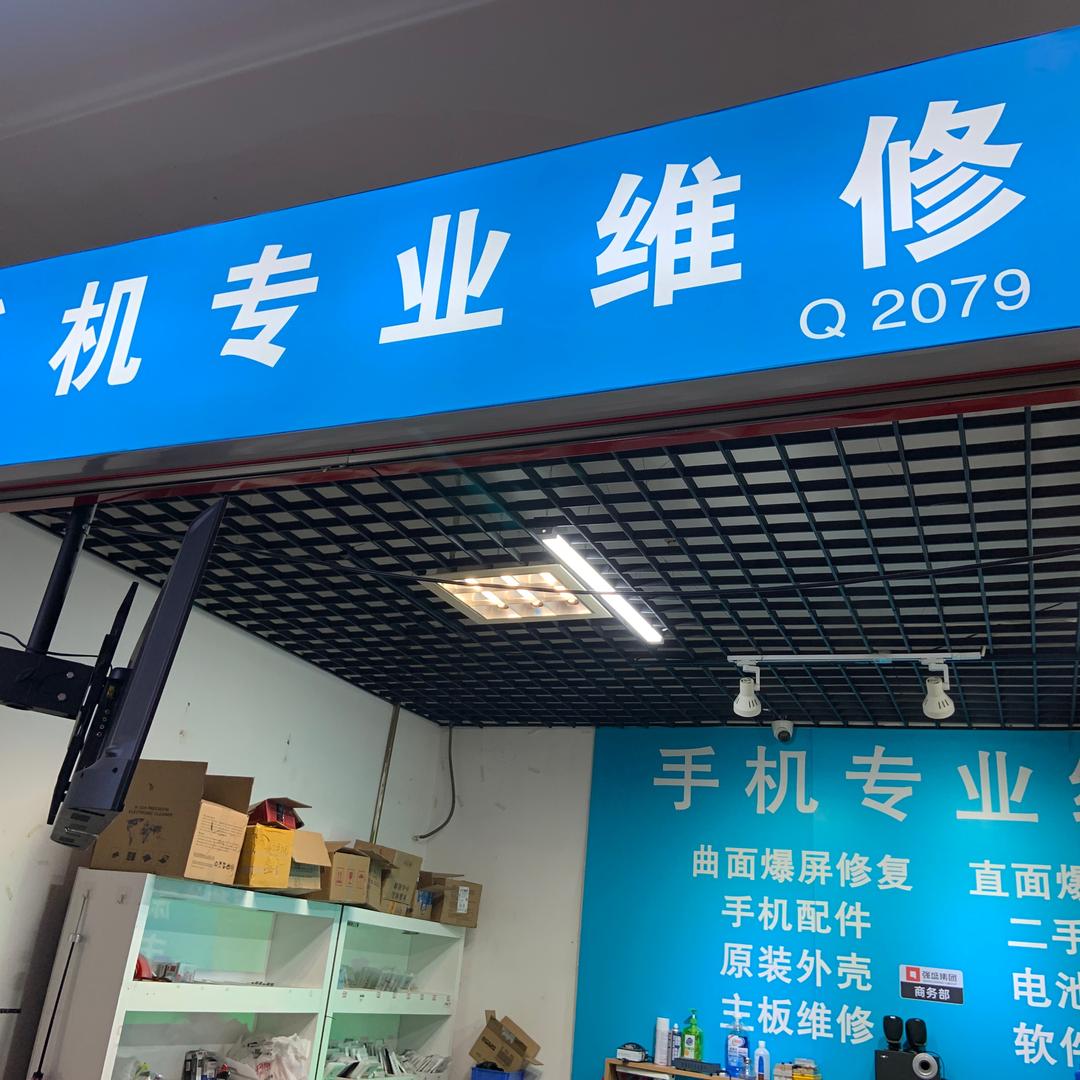 机专业维修
Q 2079
手机专业
曲面爆屏修复
直面爆
手机配件
二手
原装外壳
电池
主板维修
软件
强盛集团
商务部